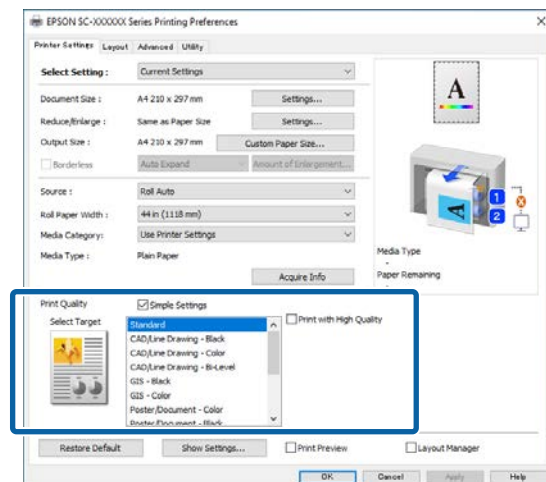 EPSON SC-XXXXXX Series Printing Preferences
Printer Settings Layout Advanced Utility
Select Setting : Current Settings
Document Size : A4 210 x 297 mm Settings...
Reduce/Enlarge : Same as Paper Size Settings...
Output Size : A4 210 x 297 mm Custom Paper Size...
Borderless Auto Expand Amount of Enlargement...
Source : Roll Auto
Roll Paper Width : 44 in (1118 mm)
Media Category: Use Printer Settings
Media Type : Plain Paper
Acquire Info
A
1
2
Media Type
-
Paper Remaining
-
Print Quality Simple Settings
Select Target
Standard
CAD/Line Drawing - Black
CAD/Line Drawing - Color
CAD/Line Drawing - Bi-Level
GIS - Black
GIS - Color
Poster/Document - Color
Poster/Document - Black
Print with High Quality
Restore Default Show Settings... Print Preview Layout Manager
OK Cancel Apply Help